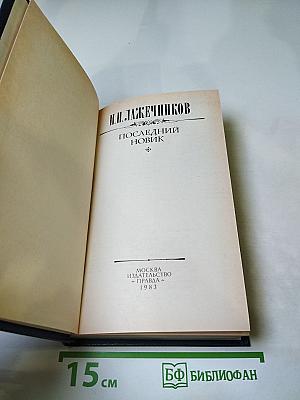 И.И.ЛАЖЕЧНИКОВ
ПОСЛЕДНИЙ
НОВИК
МОСКВА
ИЗДАТЕЛЬСТВО
«ПРАВДА»
1983
15 см
БФ БИБЛИОФАН